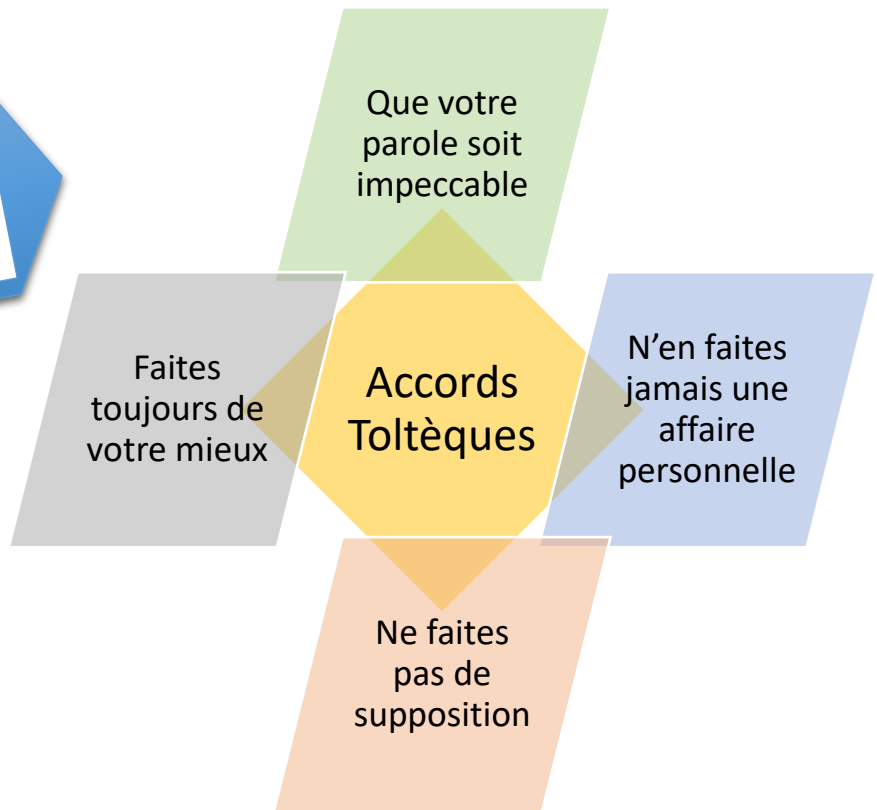 Que votre
parole soit
impeccable
Faites
toujours de
votre mieux
Accords
Toltèques
N’en faites
jamais une
affaire
personnelle
Ne faites
pas de
supposition